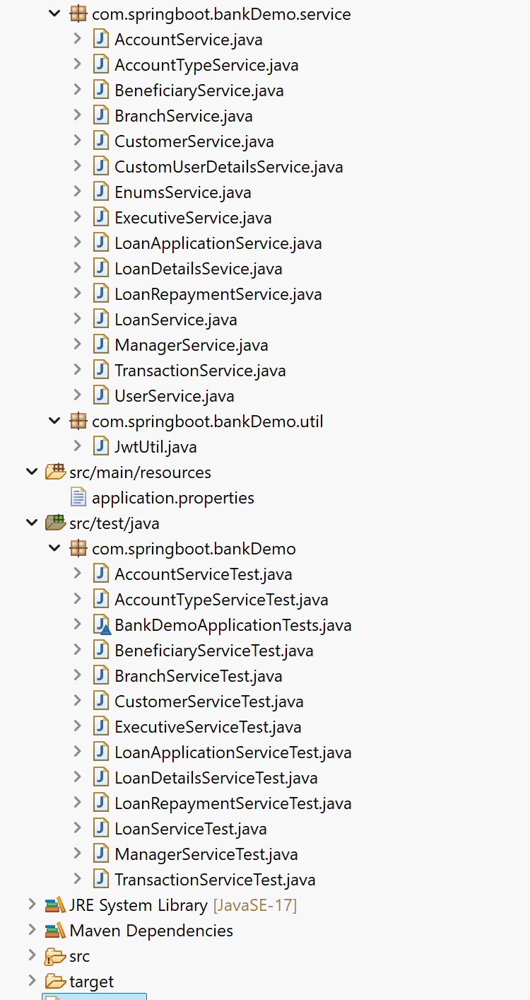 com.springboot.bankDemo.service
AccountService.java
AccountTypeService.java
BeneficiaryService.java
BranchService.java
CustomerService.java
CustomUserDetailsService.java
EnumsService.java
ExecutiveService.java
LoanApplicationService.java
LoanDetailsSevice.java
LoanRepaymentService.java
LoanService.java
ManagerService.java
TransactionService.java
UserService.java
com.springboot.bankDemo.util
JwtUtil.java
src/main/resources
application.properties
src/test/java
com.springboot.bankDemo
AccountServiceTest.java
AccountTypeServiceTest.java
BankDemoApplicationTests.java
BeneficiaryServiceTest.java
BranchServiceTest.java
CustomerServiceTest.java
ExecutiveServiceTest.java
LoanApplicationServiceTest.java
LoanDetailsServiceTest.java
LoanRepaymentServiceTest.java
LoanServiceTest.java
ManagerServiceTest.java
TransactionServiceTest.java
JRE System Library [JavaSE-17]
Maven Dependencies
src
target